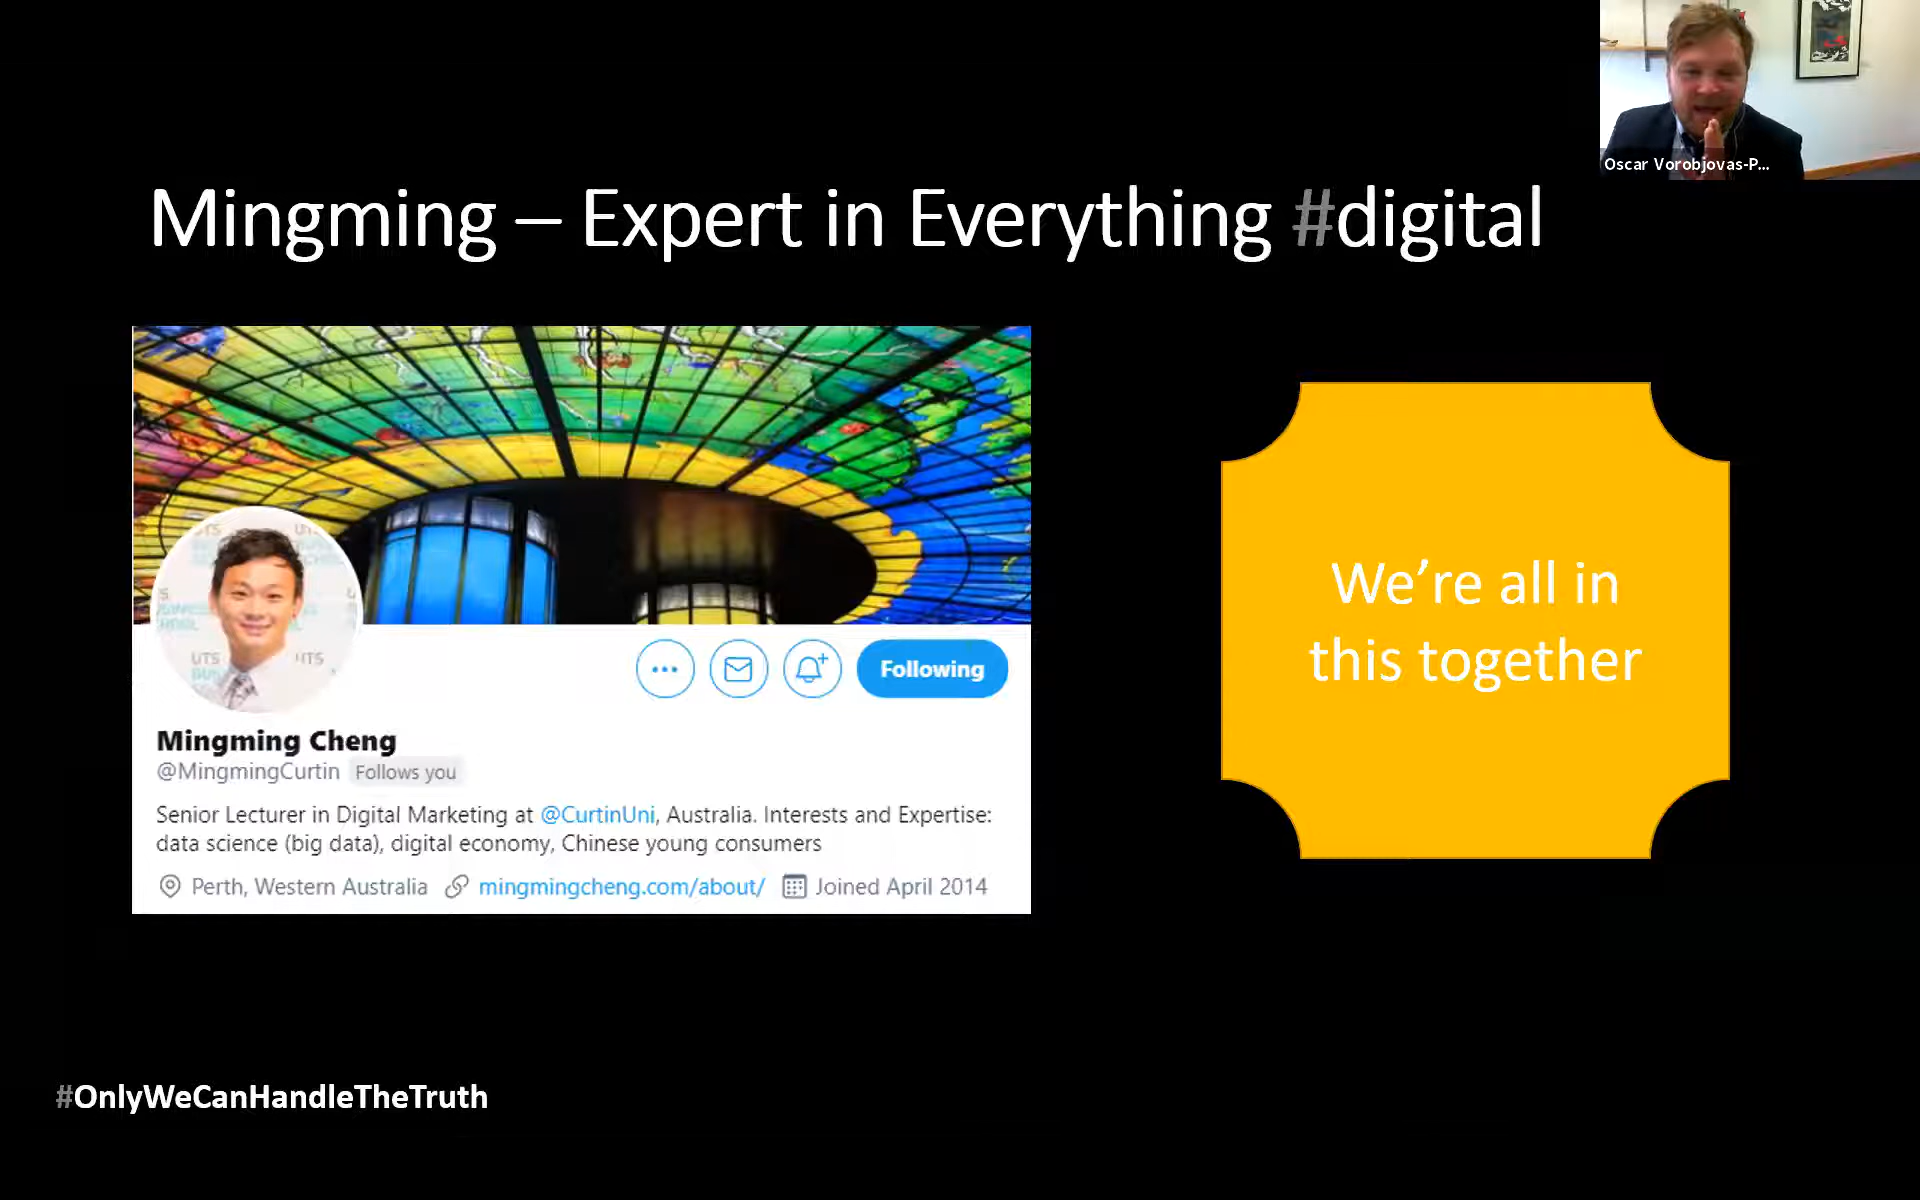 Oscar Vorobjovas-P...
Mingming – Expert in Everything #digital
UTS
UTS
Following
Mingming Cheng
@MingmingCurtin Follows you
Senior Lecturer in Digital Marketing at @CurtinUni, Australia. Interests and Expertise:
data science (big data), digital economy, Chinese young consumers
Perth, Western Australia mingmingcheng.com/about/ Joined April 2014
We’re all in
this together
#OnlyWeCanHandleTheTruth